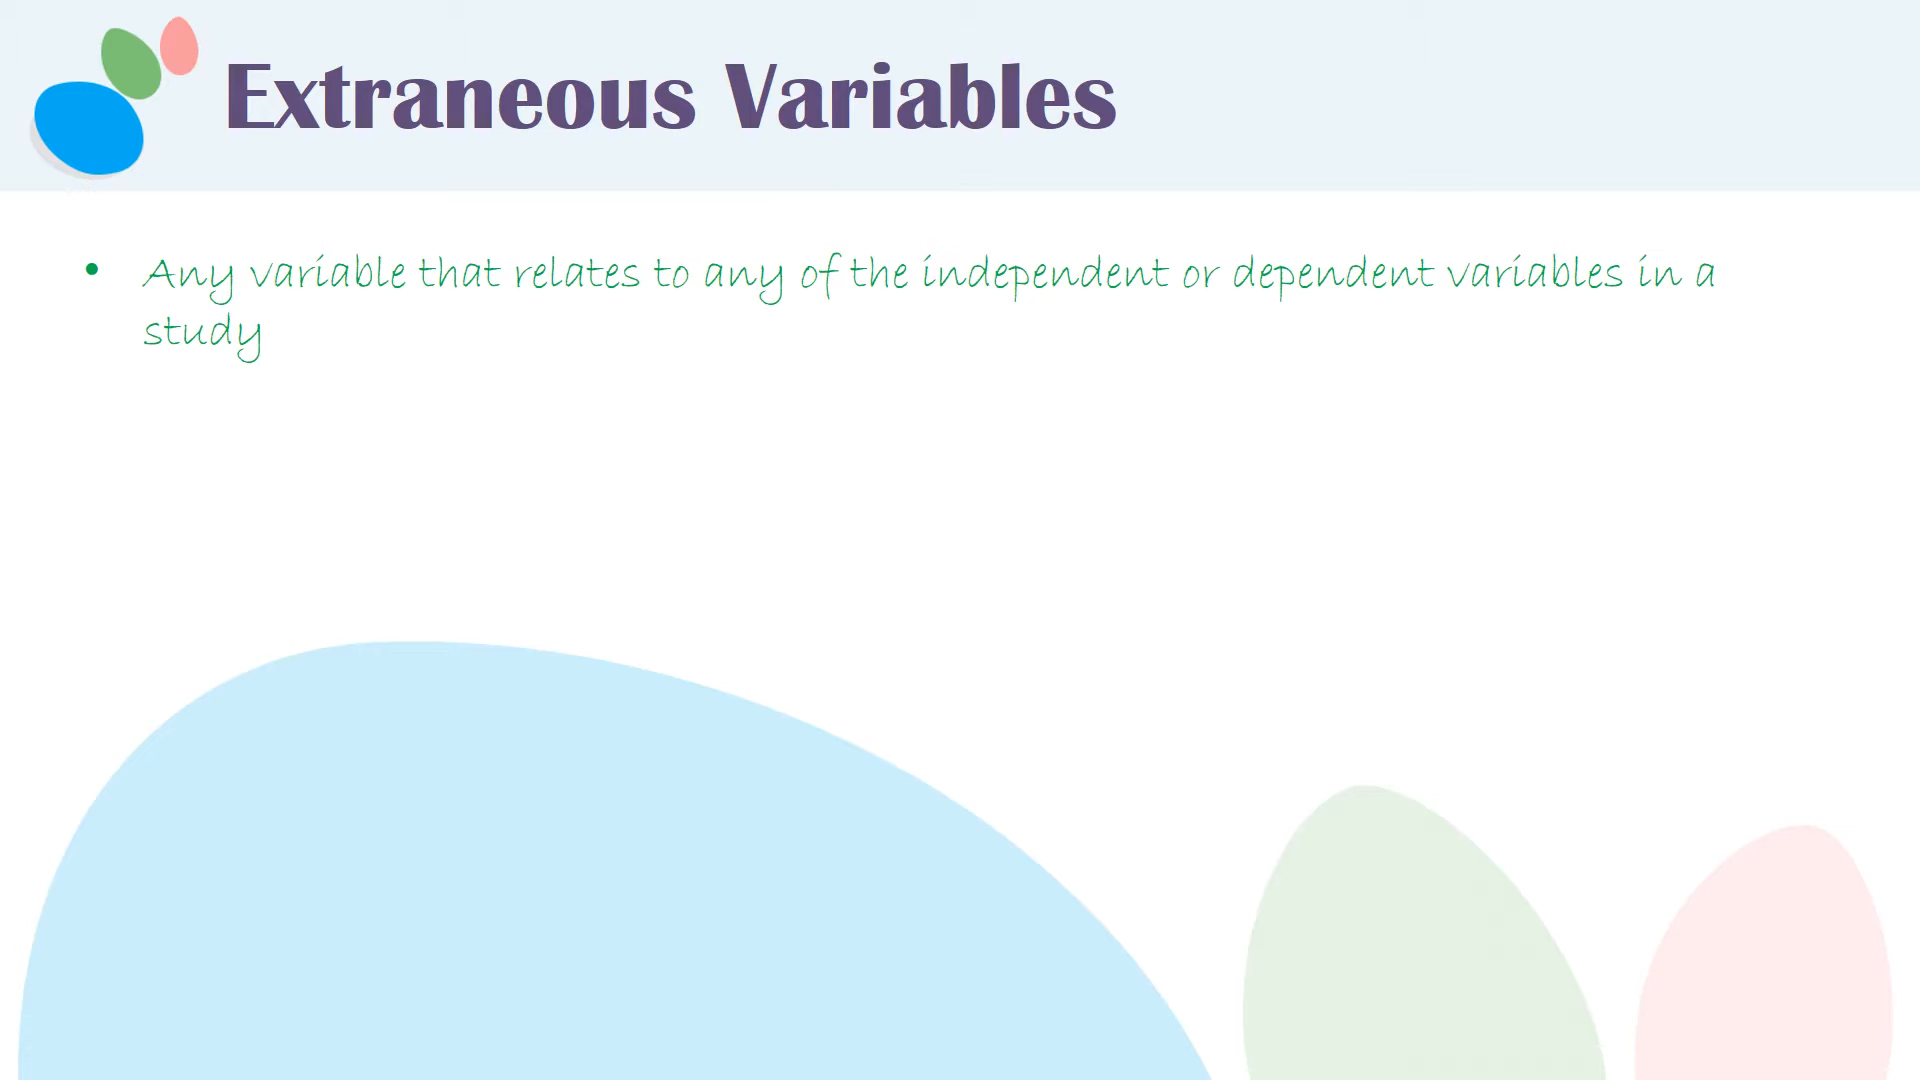 Extraneous Variables
• Any variable that relates to any of the independent or dependent variables in a
study